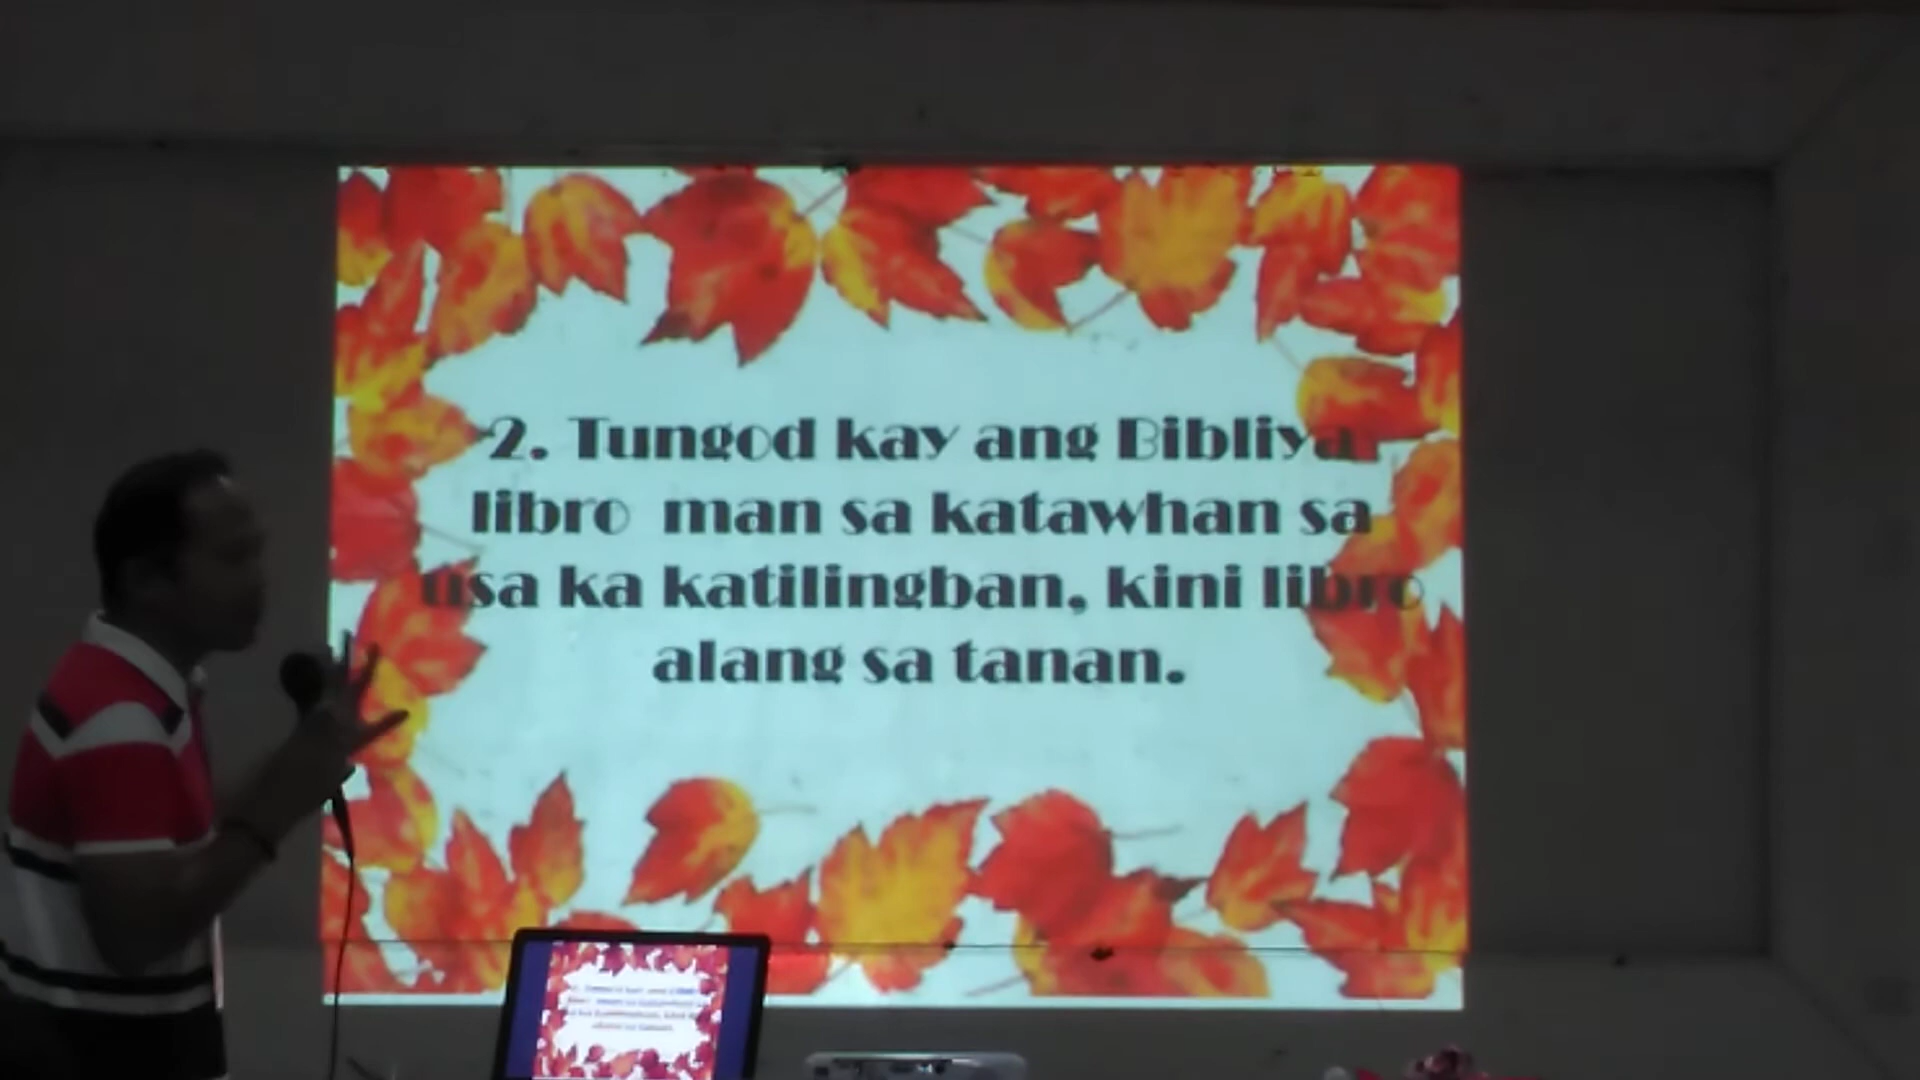 2. Tungod kay ang Bibliya
libro man sa katawhan sa
usa ka katilingban, kini libro
alang sa tanan.